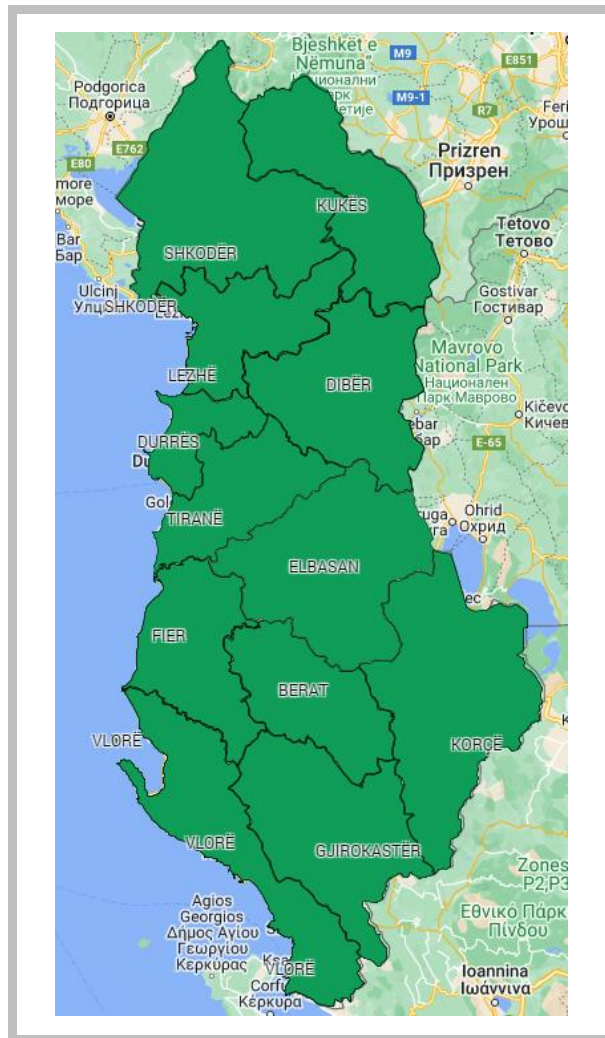 Bjeshkët e
Nëmuna"
M9
E851
Podgorica
Подгорица
M9-1
R7
E762
E80
Prizren
Призрен
more
море
KUKËS
Tetovo
Тетово
Bar
Бар
SHKODËR
Ulcinj
SHKODËR
Gostivar
Гостивар
Mavrovo
National Park
Национален
Парк Маврово
LEZHË
DIBËR
Kičevo
Кичев
DURRËS
E-65
TIRANË
Ohrid
Охрид
ELBASAN
FIER
BERAT
VLORË
KORÇË
VLORË
GJIROKASTËR
Zones
P2,P3
Agios
Georgios
Δήμος Αγίου
Γεωργίου
Κερκύρας
Εθνικό Πάρκ
Πίνδου
VLORË
Ioannina
Ιωάννινα
Κέρκυρα